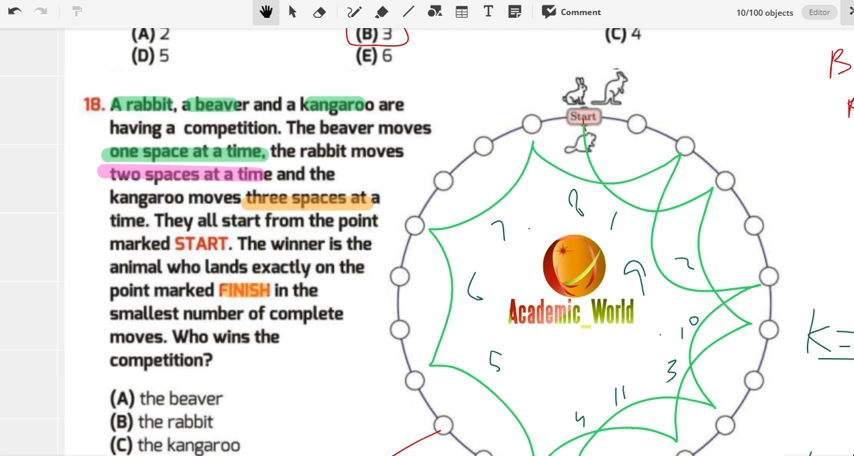 Comment
10/100 objects
Editor
(A) 2
(B) 3
(C) 4
(D) 5
(E) 6
B
18. A rabbit, a beaver and a kangaroo are
having a competition. The beaver moves
one space at a time, the rabbit moves
two spaces at a time and the
kangaroo moves three spaces at a
time. They all start from the point
marked START. The winner is the
animal who lands exactly on the
point marked FINISH in the
smallest number of complete
moves. Who wins the
competition?
(A) the beaver
(B) the rabbit
(C) the kangaroo
Start
8
1
7
2
9
6
Academic_World
10
5
3
11
4
K=